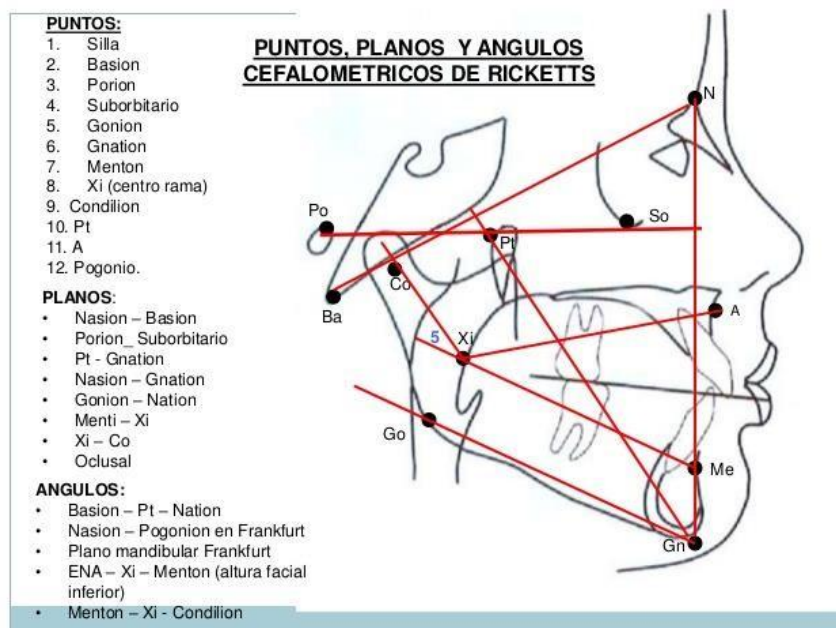 PUNTOS:
1. Silla
2. Basion
3. Porion
4. Suborbitario
5. Gonion
6. Gnation
7. Menton
8. Xi (centro rama)
9. Condilion
10. Pt
11. A
12. Pogonio.
PLANOS:
• Nasion – Basion
• Porion_ Suborbitario
• Pt - Gnation
• Nasion – Gnation
• Gonion – Nation
• Menti – Xi
• Xi – Co
• Oclusal
ANGULOS:
• Basion – Pt – Nation
• Nasion – Pogonion en Frankfurt
• Plano mandibular Frankfurt
• ENA – Xi – Menton (altura facial
inferior)
• Menton – Xi - Condilion
PUNTOS, PLANOS Y ANGULOS
CEFALOMETRICOS DE RICKETTS
N
Po
So
Pt
Co
Ba
A
5
Xi
Go
Me
Gn